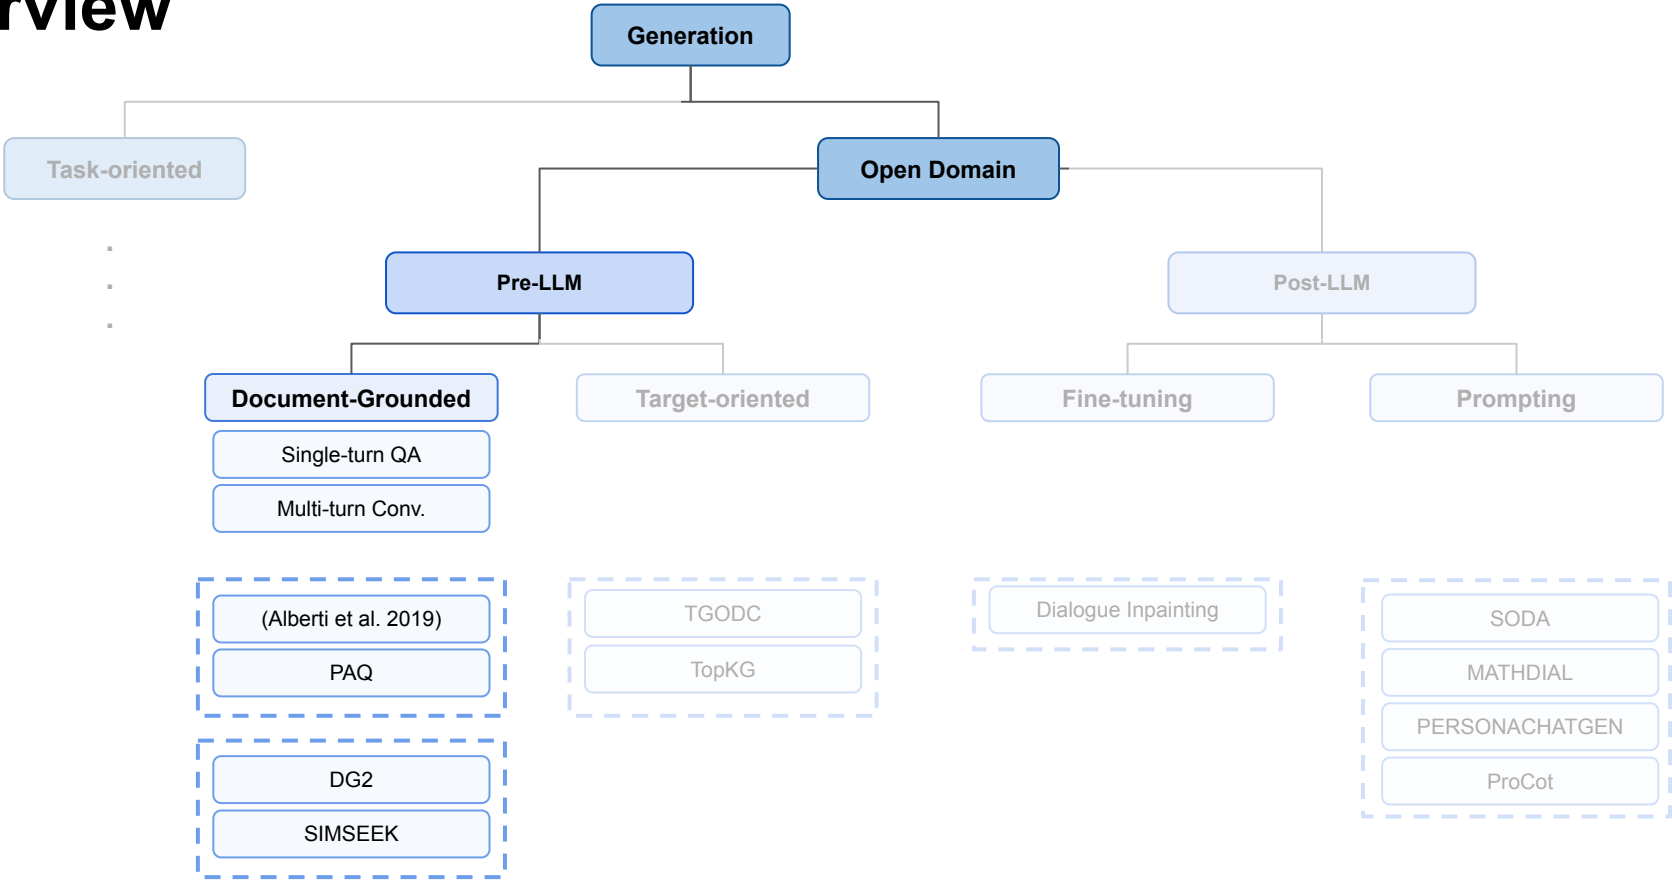 rview
Generation
Task-oriented
Open Domain
.
.
.
Pre-LLM
Post-LLM
Document-Grounded
Target-oriented
Fine-tuning
Prompting
Single-turn QA
Multi-turn Conv.
(Alberti et al. 2019)
PAQ
DG2
SIMSEEK
TGODC
TopKG
Dialogue Inpainting
SODA
MATHDIAL
PERSONACHATGEN
ProCot